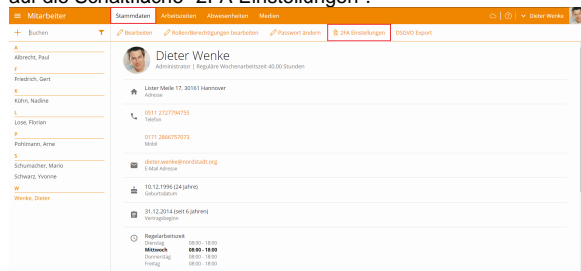 auf die Schaltfläche "2FA Einstellungen".
Mitarbeiter
Stammdaten Arbeitszeiten Abwesenheiten Medien
Dieter Wenke
Suchen
Bearbeiten Rollen/Berechtigungen bearbeiten Passwort ändern 2FA Einstellungen DSGVO Export
A
Albrecht, Paul
F
Friedrich, Gert
K
Kühn, Nadine
L
Lose, Florian
P
Pohlmann, Arne
S
Schumacher, Mario
Schwarz, Yvonne
W
Wenke, Dieter
Dieter Wenke
Administrator | Reguläre Wochenarbeitszeit 40,00 Stunden
Lister Meile 17, 30161 Hannover
Adresse
0511 2727794755
Telefon
0171 2866757073
Mobil
dieter.wenke@nordstadt.org
E-Mail Adresse
10.12.1996 (24 Jahre)
Geburtsdatum
31.12.2014 (seit 6 Jahren)
Vertragsbeginn
Regelarbeitszeit
Dienstag 08:00 - 18:00
Mittwoch 08:00 - 18:00
Donnerstag 08:00 - 18:00
Freitag 08:00 - 18:00